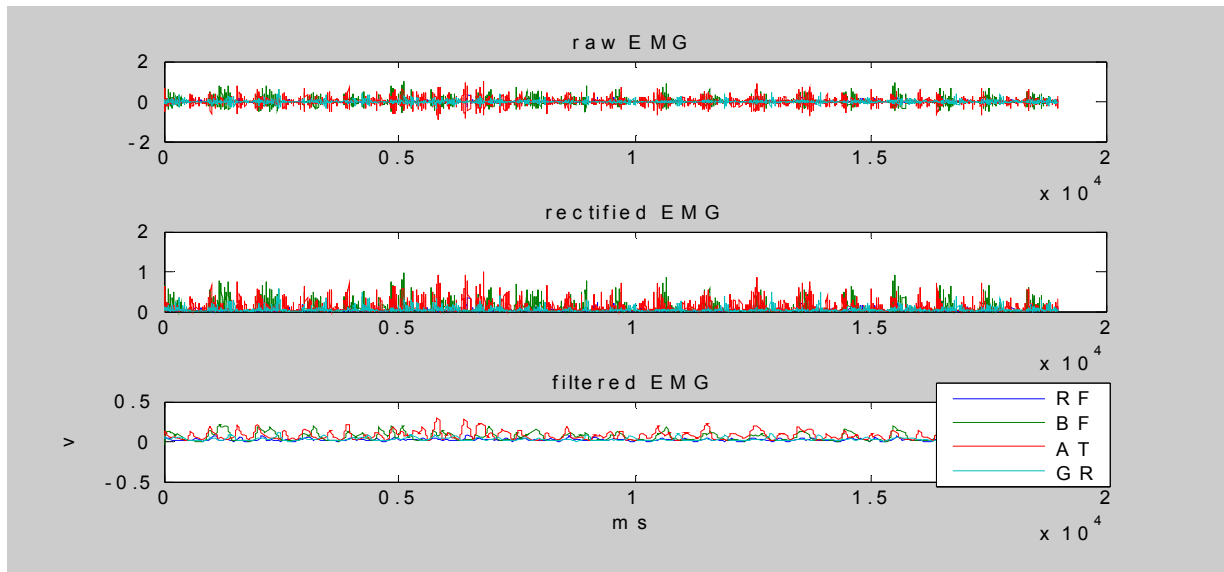 raw EMG
2
0
-2
0 0.5 1 1.5 2
x 10^4
rectified EMG
2
1
0
0 0.5 1 1.5 2
x 10^4
filtered EMG
0.5
0
-0.5
v
RF
BF
AT
GR
0 0.5 1 1.5 2
ms
x 10^4